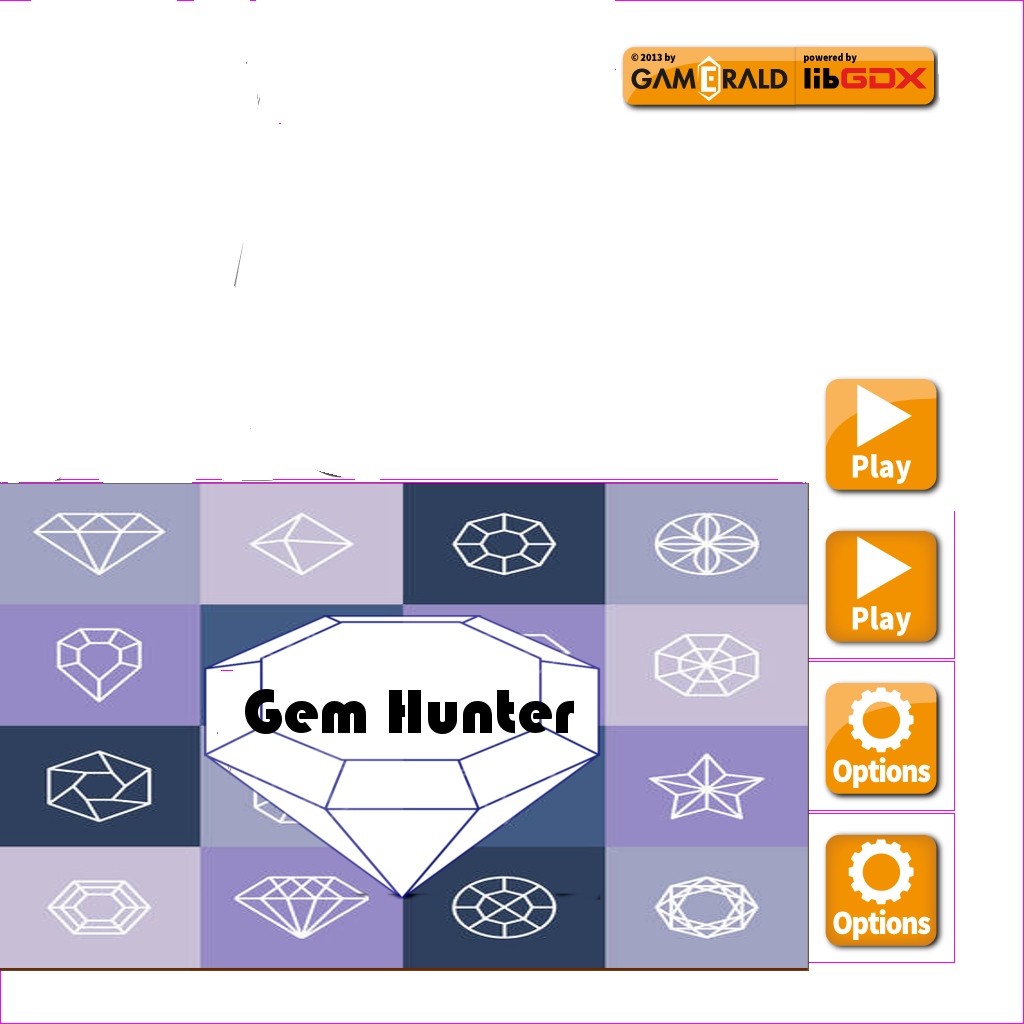 © 2013 by
GAMERALD
powered by
libGDX
Play
Play
Gem Hunter
Options
Options